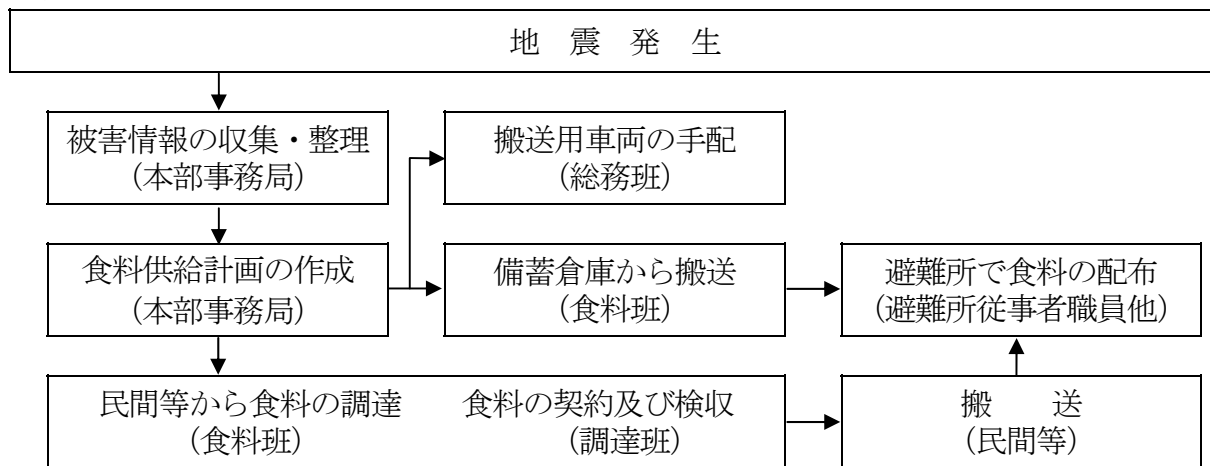 地　震　発　生
被害情報の収集・整理
（本部事務局）
搬送用車両の手配
（総務班）
食料供給計画の作成
（本部事務局）
備蓄倉庫から搬送
（食料班）
避難所で食料の配布
（避難所従事者職員他）
民間等から食料の調達
（食料班）
食料の契約及び検収
（調達班）
搬　送
（民間等）